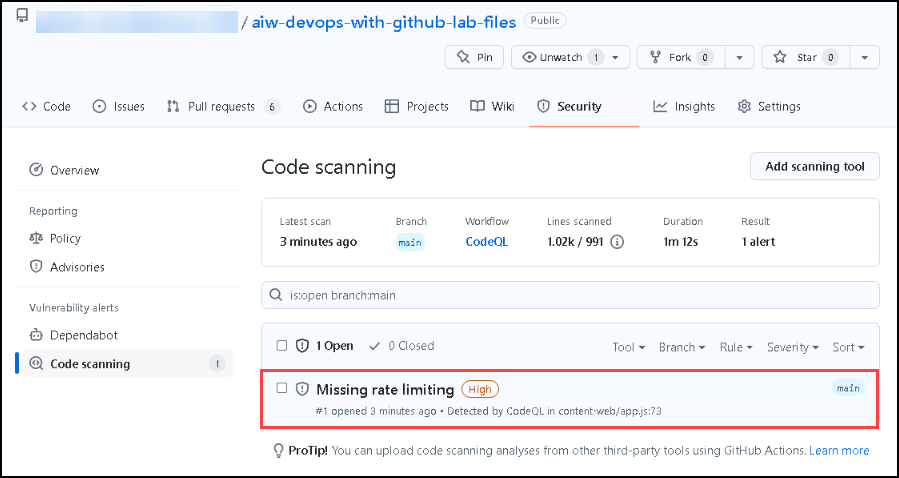 / aiw-devops-with-github-lab-files Public
Pin Unwatch 1 Fork 0 Star 0
Code Issues Pull requests 6 Actions Projects Wiki Security Insights Settings
Overview
Reporting
Policy
Advisories
Vulnerability alerts
Dependabot
Code scanning 1
Code scanning Add scanning tool
Latest scan Branch Workflow Lines scanned Duration Result
3 minutes ago main CodeQL 1.02k / 991 1m 12s 1 alert
is:open branch:main
1 Open 0 Closed Tool Branch Rule Severity Sort
Missing rate limiting High main
#1 opened 3 minutes ago • Detected by CodeQL in content-web/app.js:73
ProTip! You can upload code scanning analyses from other third-party tools using GitHub Actions. Learn more